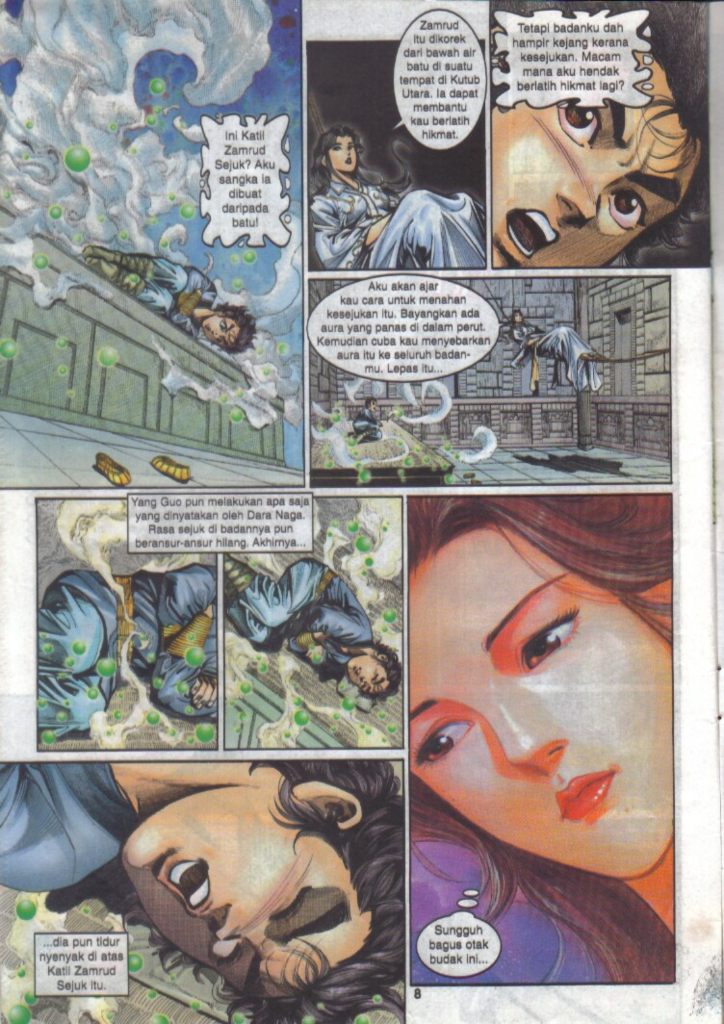 Ini Katil
Zamrud
Sejuk? Aku
sangka ia
dibuat
daripada
batu!
Zamrud
itu dikorek
dari bawah air
batu di suatu
tempat di Kutub
Utara. Ia dapat
membantu
kau berlatih
hikmat.
Tetapi badanku dah
hampir kejang kerana
kesejukan. Macam
mana aku hendak
berlatih hikmat lagi?
Aku akan ajar
kau cara untuk menahan
kesejukan itu. Bayangkan ada
aura yang panas di dalam perut.
Kemudian cuba kau menyebarkan
aura itu ke seluruh badan-
mu. Lepas itu...
Yang Guo pun melakukan apa saja
yang dinyatakan oleh Dara Naga.
Rasa sejuk di badannya pun
beransur-ansur hilang. Akhirnya...
Sungguh
bagus otak
budak ini...
...dia pun tidur
nyenyak di atas
Katil Zamrud
Sejuk itu.
8